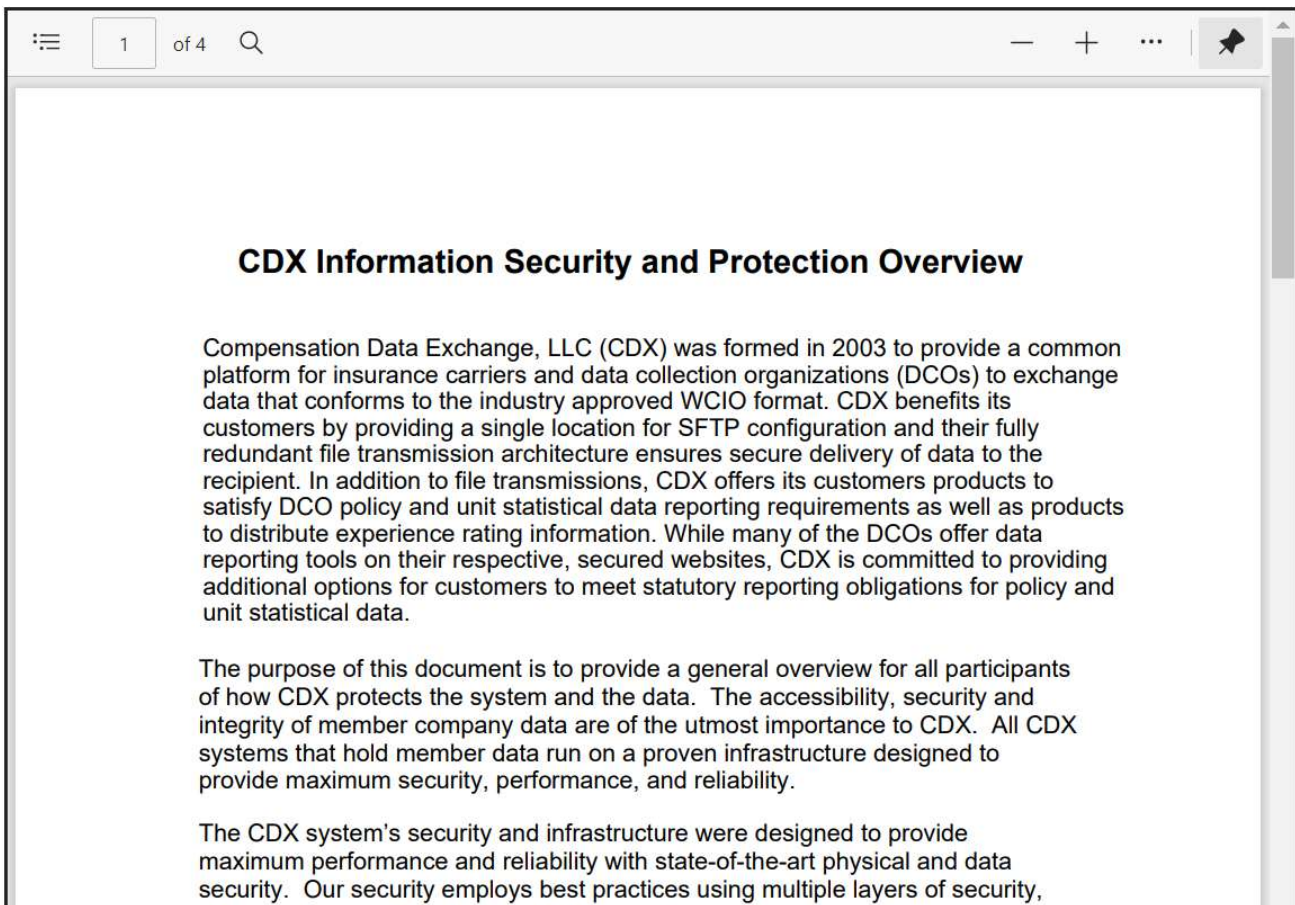 1 of 4
CDX Information Security and Protection Overview
Compensation Data Exchange, LLC (CDX) was formed in 2003 to provide a common
platform for insurance carriers and data collection organizations (DCOs) to exchange
data that conforms to the industry approved WCIO format. CDX benefits its
customers by providing a single location for SFTP configuration and their fully
redundant file transmission architecture ensures secure delivery of data to the
recipient. In addition to file transmissions, CDX offers its customers products to
satisfy DCO policy and unit statistical data reporting requirements as well as products
to distribute experience rating information. While many of the DCOs offer data
reporting tools on their respective, secured websites, CDX is committed to providing
additional options for customers to meet statutory reporting obligations for policy and
unit statistical data.
The purpose of this document is to provide a general overview for all participants
of how CDX protects the system and the data.  The accessibility, security and
integrity of member company data are of the utmost importance to CDX.  All CDX
systems that hold member data run on a proven infrastructure designed to
provide maximum security, performance, and reliability.
The CDX system’s security and infrastructure were designed to provide
maximum performance and reliability with state-of-the-art physical and data
security.  Our security employs best practices using multiple layers of security,